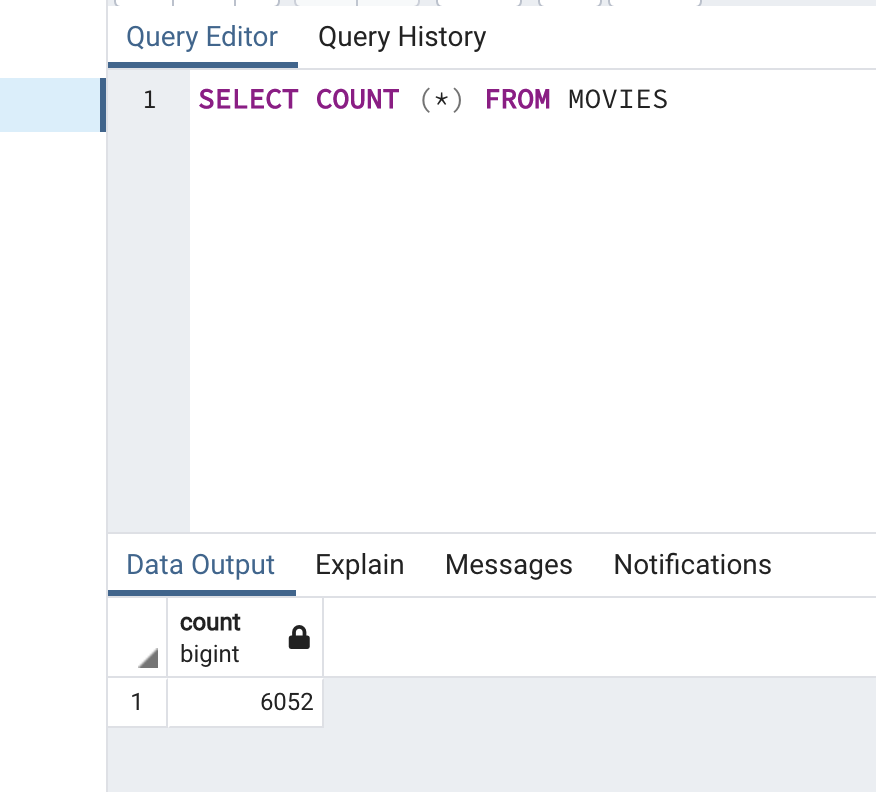 Query Editor Query History
1 SELECT COUNT (*) FROM MOVIES
Data Output Explain Messages Notifications
count
bigint
1 6052